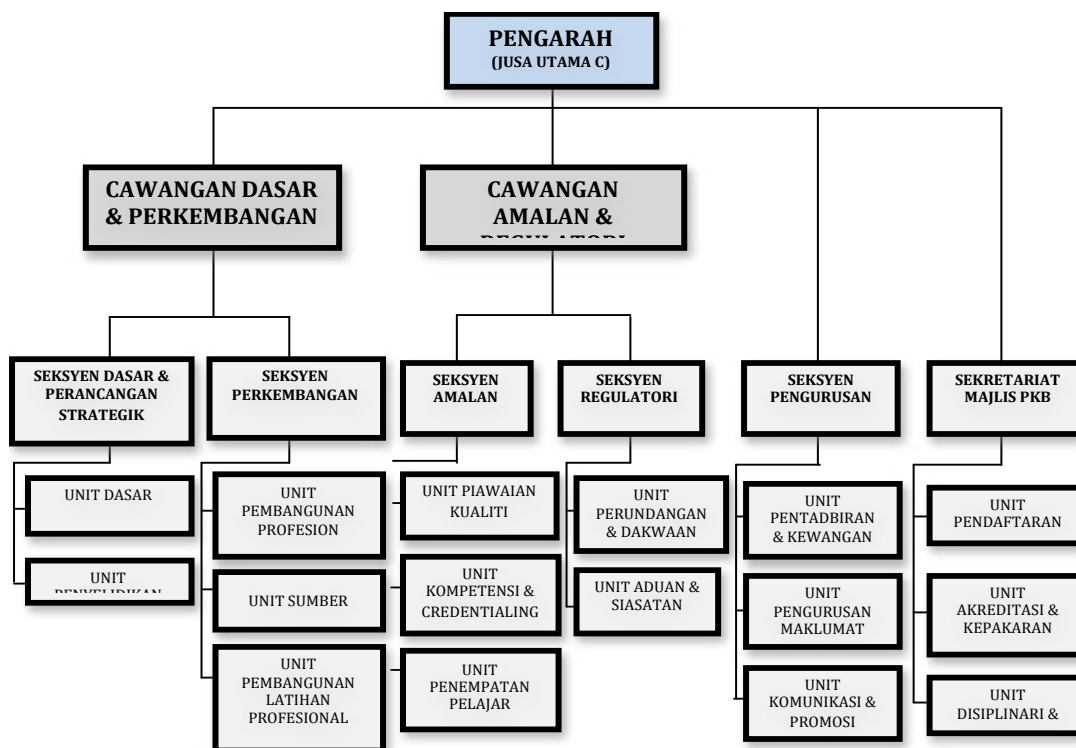 PENGARAH
(JUSA UTAMA C)
CAWANGAN DASAR
& PERKEMBANGAN
CAWANGAN
AMALAN &
REGULATORI
SEKSYEN DASAR &
PERANCANGAN
STRATEGIK
SEKSYEN
PERKEMBANGAN
SEKSYEN
AMALAN
SEKSYEN
REGULATORI
SEKSYEN
PENGURUSAN
SEKRETARIAT
MAJLIS PKB
UNIT DASAR
UNIT
PENYELIDIKAN
UNIT
PEMBANGUNAN
PROFESION
UNIT SUMBER
UNIT
PEMBANGUNAN
LATIHAN
PROFESIONAL
UNIT PIAWAIAN
KUALITI
UNIT
KOMPETENSI &
CREDENTIALING
UNIT
PENEMPATAN
PELAJAR
UNIT
PERUNDANGAN
& DAKWAAN
UNIT ADUAN &
SIASATAN
UNIT
PENTADBIRAN
& KEWANGAN
UNIT
PENGURUSAN
MAKLUMAT
UNIT
KOMUNIKASI &
PROMOSI
UNIT
PENDAFTARAN
UNIT
AKREDITASI &
KEPAKARAN
UNIT
DISIPLINARI &